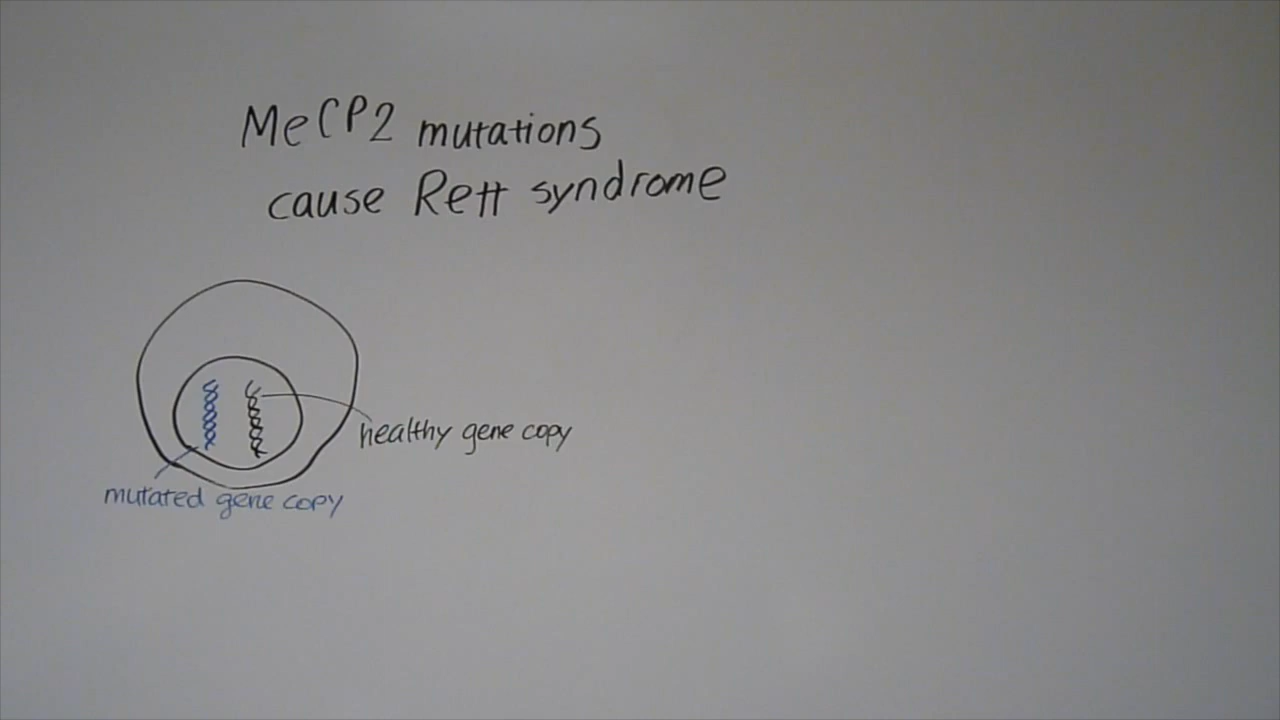 MeCP2 mutations
cause Rett syndrome
healthy gene copy
mutated gene copy